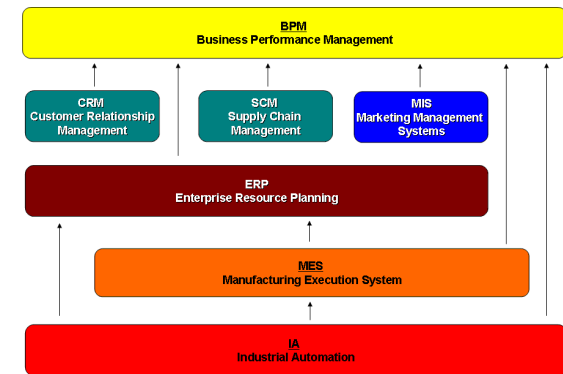 BPM
Business Performance Management
CRM
Customer Relationship
Management
SCM
Supply Chain
Management
MIS
Marketing Management
Systems
ERP
Enterprise Resource Planning
MES
Manufacturing Execution System
IA
Industrial Automation